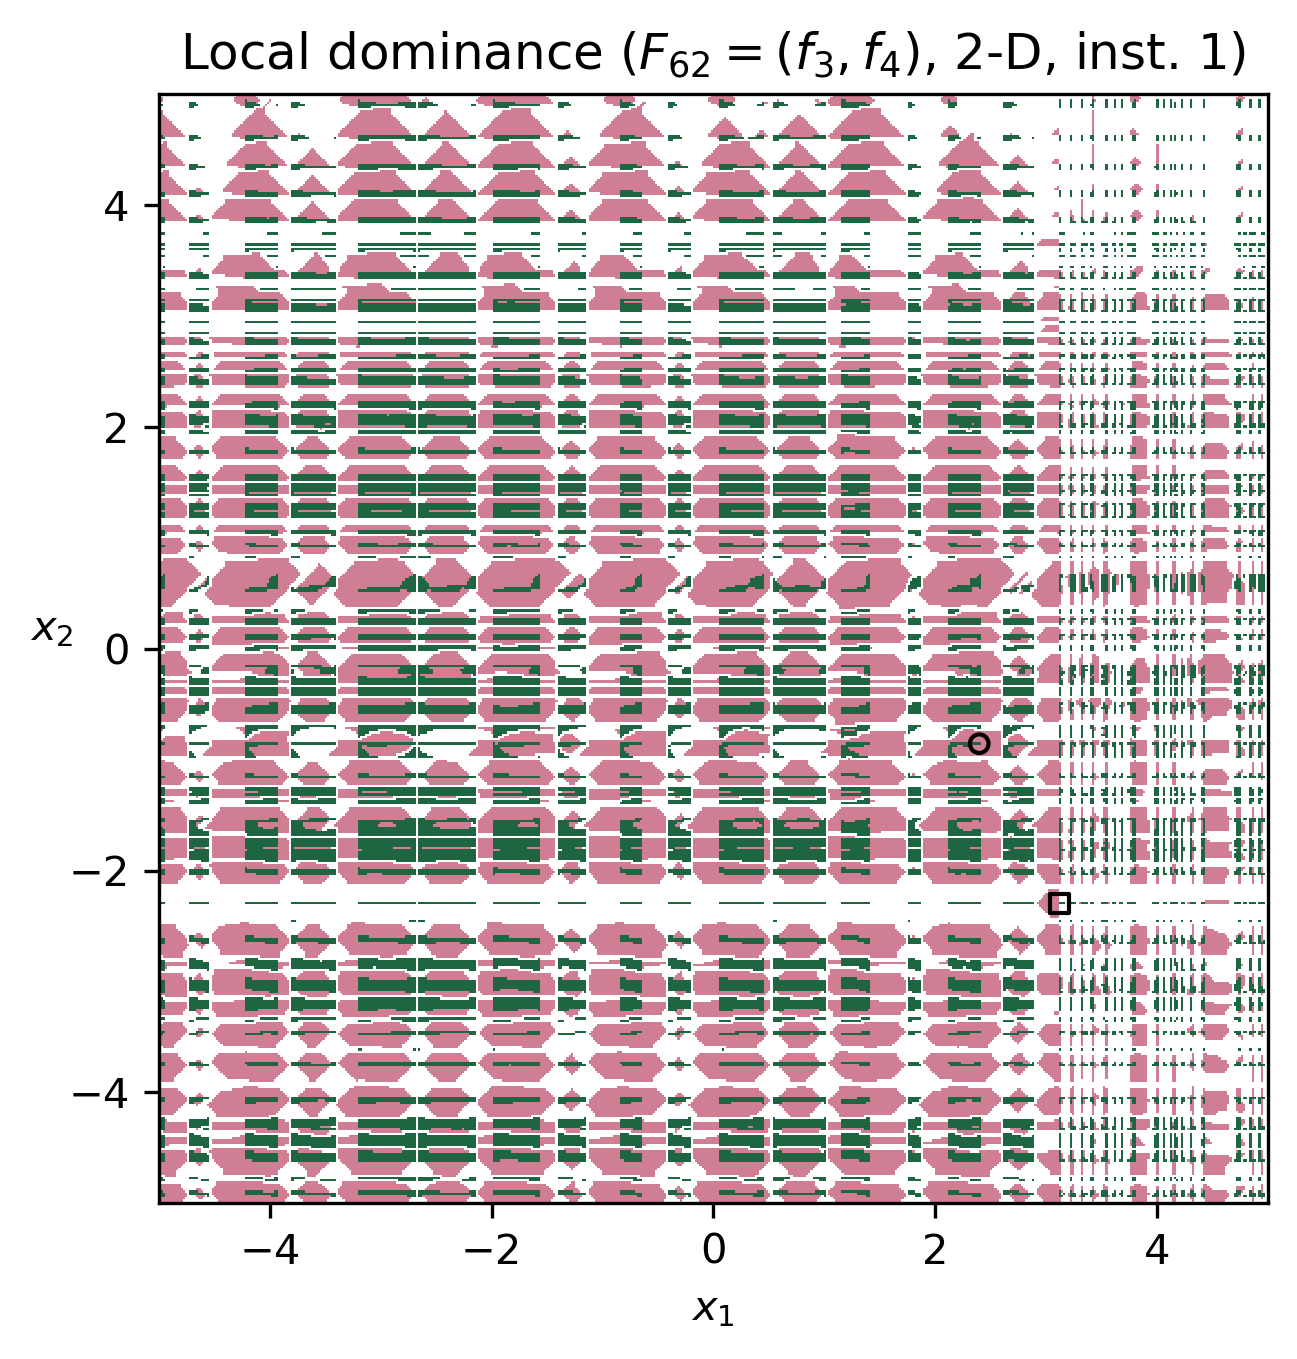 Local dominance (F₆₂ = (f₃, f₄), 2-D, inst. 1)
4
2
x₂
0
−2
−4
−4 −2 0 2 4
x₁